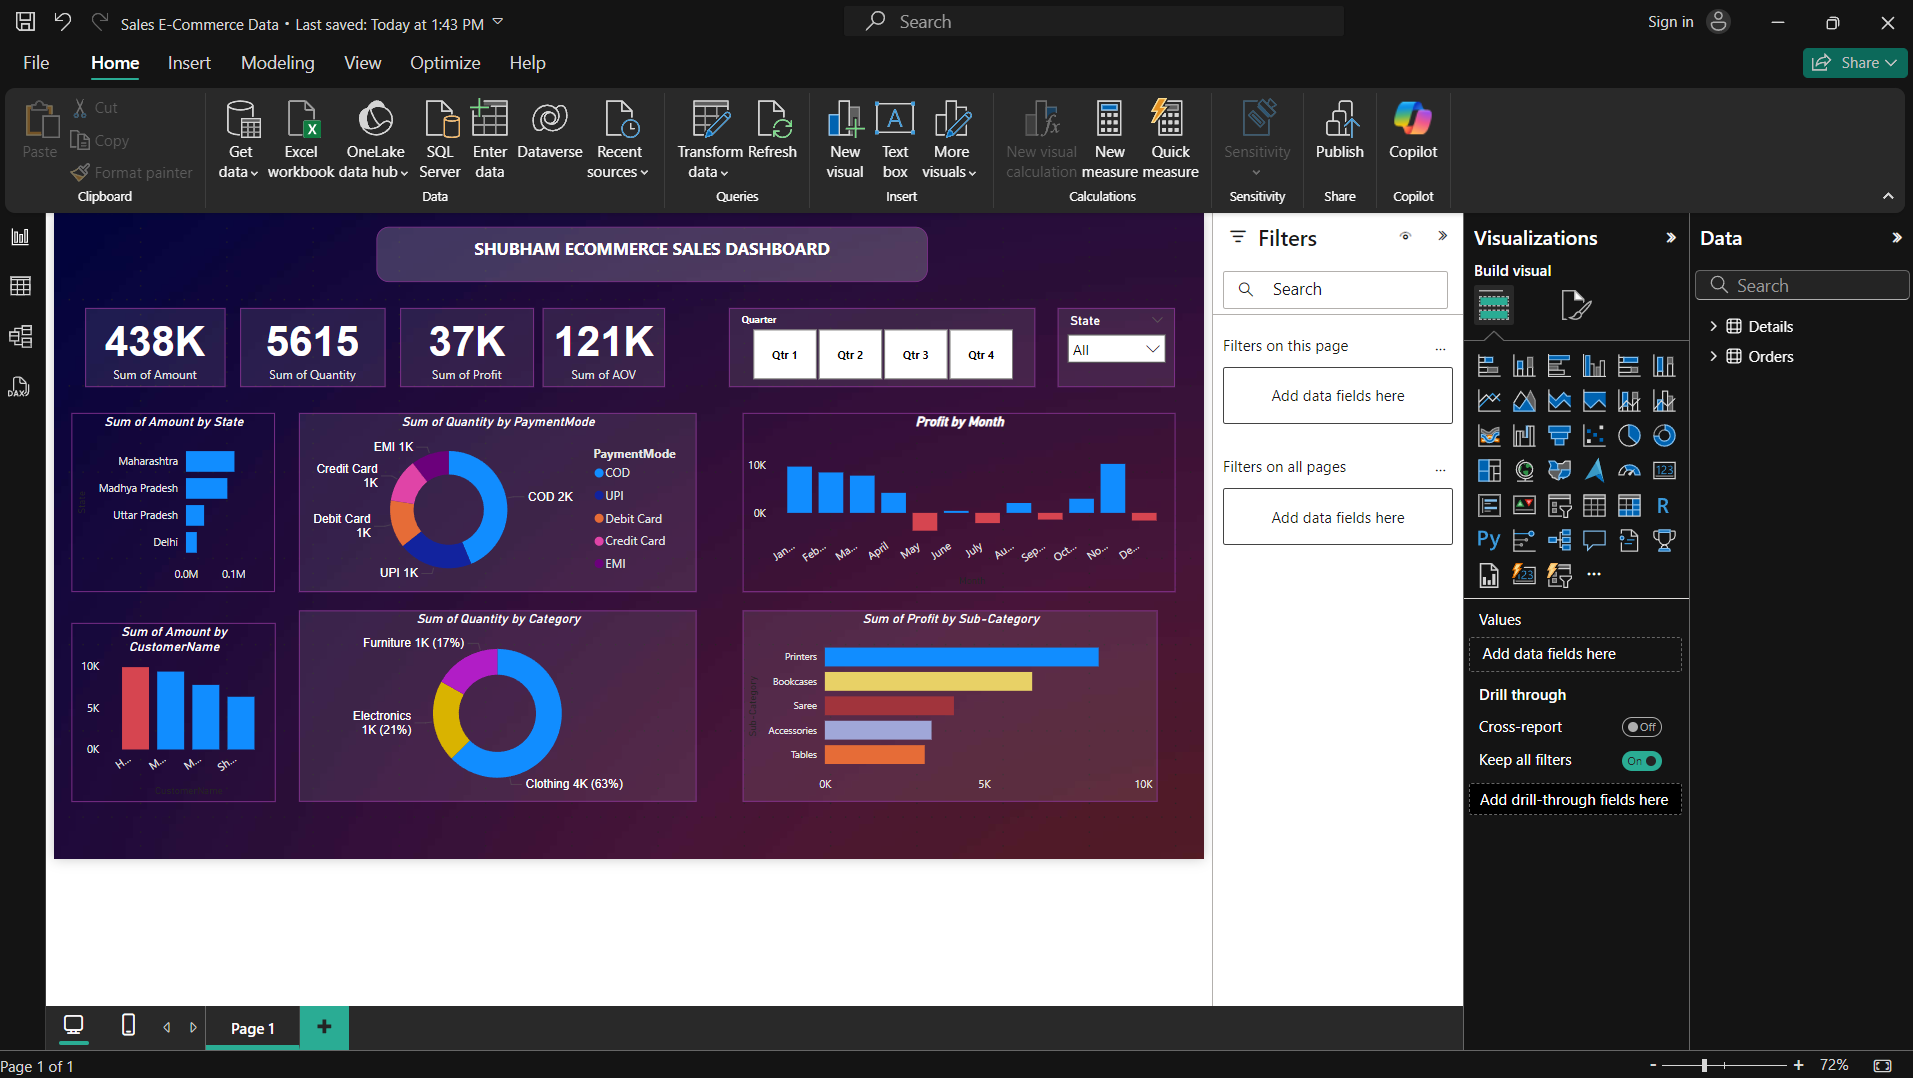 Sales E-Commerce Data • Last saved: Today at 1:43 PM
Search
Sign in
File
Home
Insert
Modeling
View
Optimize
Help
Share
Paste
Cut
Copy
Format painter
Clipboard
Get data
Excel workbook
OneLake data hub
SQL Server
Enter data
Dataverse
Recent sources
Data
Transform data
Refresh
Queries
New visual
Text box
More visuals
Insert
New visual calculation
New measure
Quick measure
Calculations
Sensitivity
Sensitivity
Publish
Share
Copilot
Copilot
DAX
SHUBHAM ECOMMERCE SALES DASHBOARD
438K
Sum of Amount
5615
Sum of Quantity
37K
Sum of Profit
121K
Sum of AOV
Quarter
Qtr 1
Qtr 2
Qtr 3
Qtr 4
State
All
Sum of Amount by State
State
Maharashtra
Madhya Pradesh
Uttar Pradesh
Delhi
0.0M
0.1M
Sum of Quantity by PaymentMode
EMI 1K
Credit Card
1K
Debit Card
1K
UPI 1K
COD 2K
PaymentMode
COD
UPI
Debit Card
Credit Card
EMI
Profit by Month
10K
0K
Jan...
Feb...
Ma...
April
May
June
July
Au...
Sep...
Oct...
No...
De...
Sum of Amount by
CustomerName
10K
5K
0K
H...
M...
M...
Sh...
CustomerName
Sum of Quantity by Category
Furniture 1K (17%)
Electronics
1K (21%)
Clothing 4K (63%)
Sum of Profit by Sub-Category
Sub-Category
Printers
Bookcases
Saree
Accessories
Tables
0K
5K
10K
Filters
Search
Filters on this page
...
Add data fields here
Filters on all pages
...
Add data fields here
Visualizations
Build visual
123
R
Py
123
...
Values
Add data fields here
Drill through
Cross-report
Off
Keep all filters
On
Add drill-through fields here
Data
Search
Details
Orders
Page 1
+
Page 1 of 1
-
+
72%